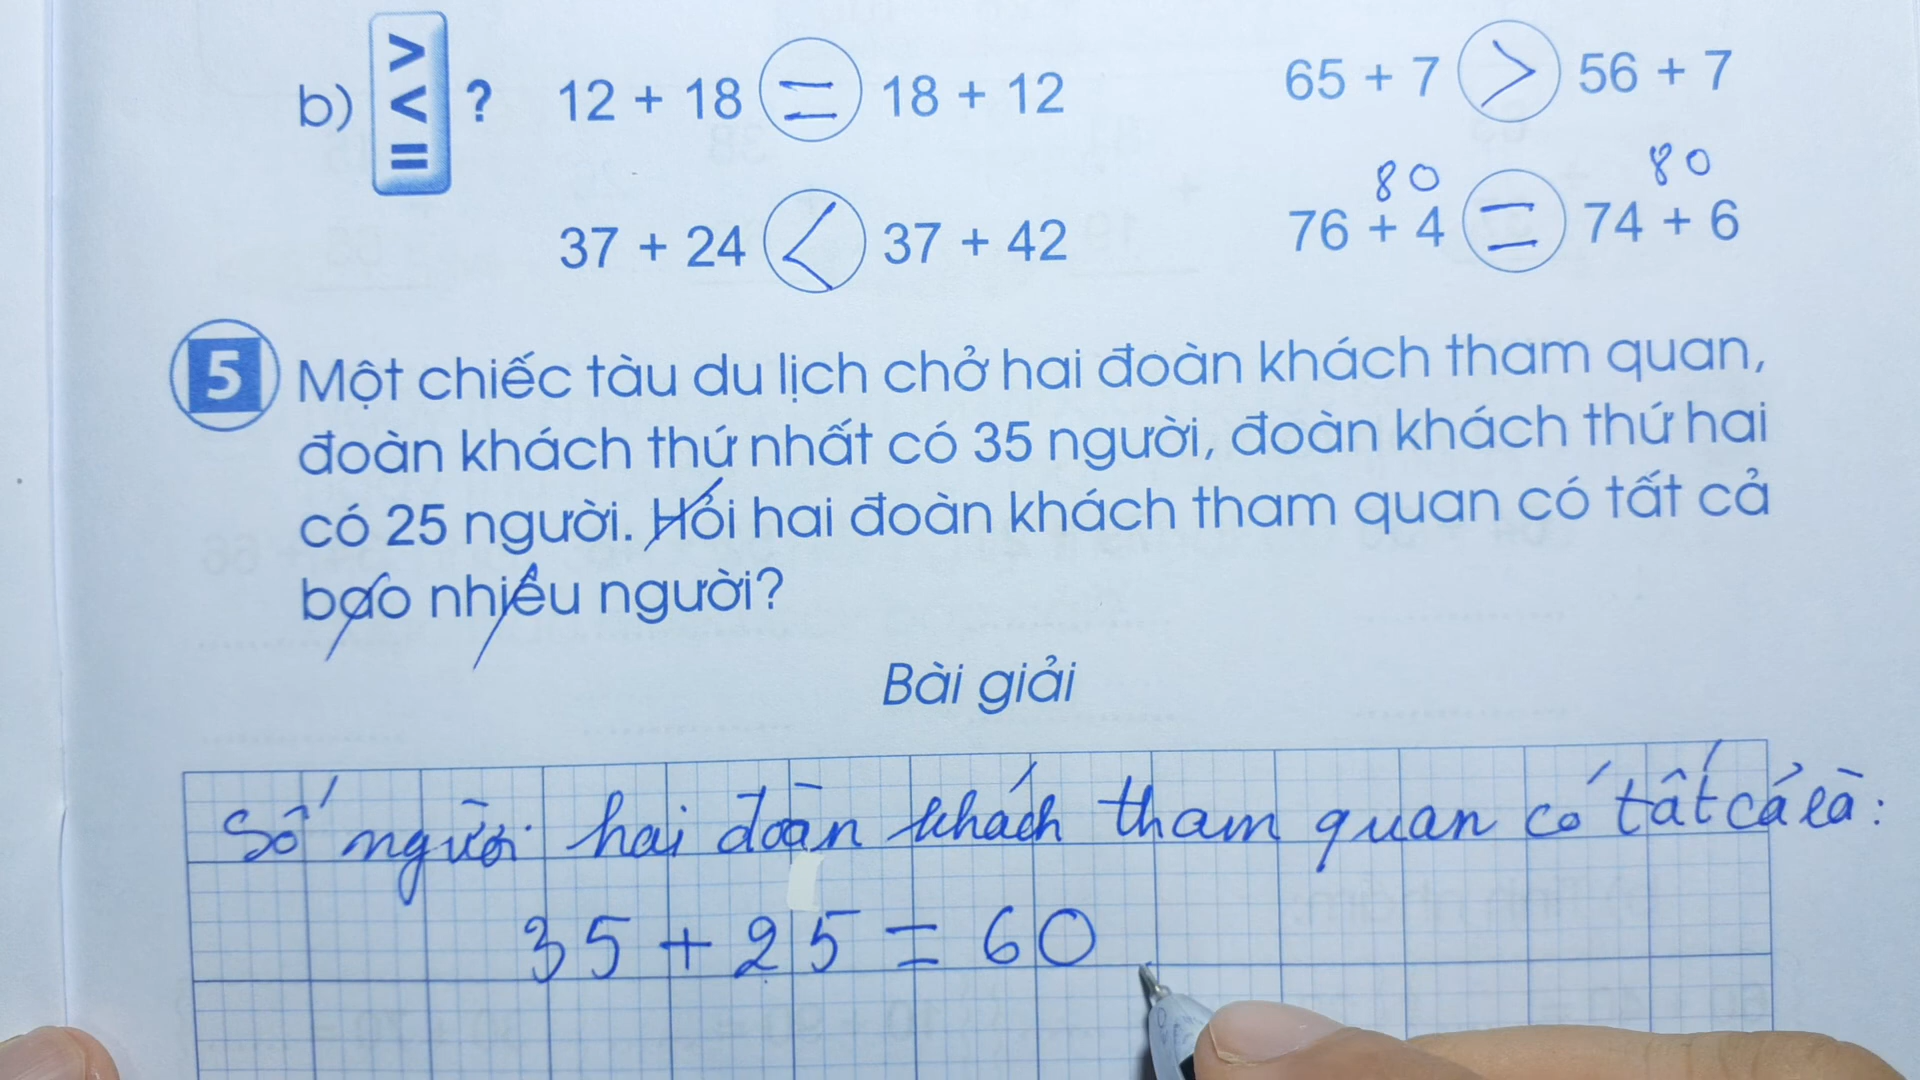 b) > < = ? 12 + 18 = 18 + 12 65 + 7 > 56 + 7
80 80
37 + 24 < 37 + 42 76 + 4 = 74 + 6
5 Một chiếc tàu du lịch chở hai đoàn khách tham quan,
đoàn khách thứ nhất có 35 người, đoàn khách thứ hai
có 25 người. Hỏi hai đoàn khách tham quan có tất cả
bao nhiêu người?
Bài giải
Số người hai đoàn khách tham quan có tất cả là:
35 + 25 = 60